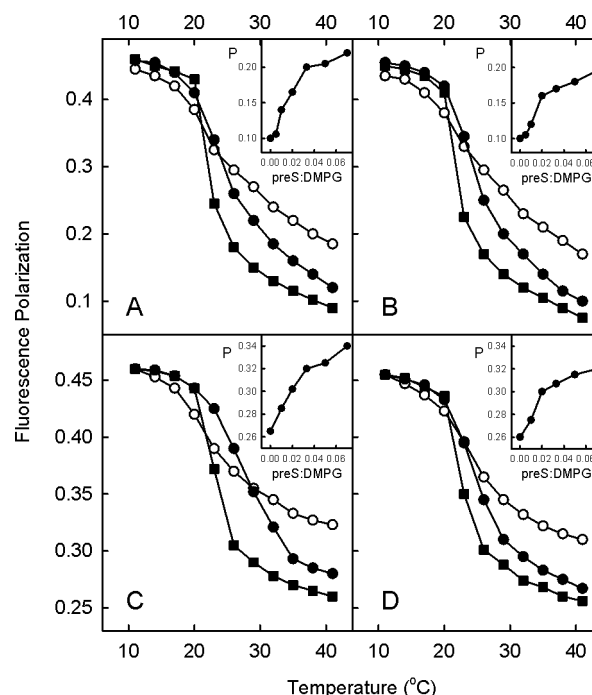 10 20 30 40 10 20 30 40
0.4
0.3
0.2
0.1
Fluorescence Polarization
A
P
0.20
0.15
0.10
0.00 0.02 0.04 0.06
preS:DMPG
B
P
0.20
0.15
0.10
0.00 0.02 0.04 0.06
preS:DMPG
0.45
0.40
0.35
0.30
0.25
C
P
0.34
0.32
0.30
0.28
0.26
0.00 0.02 0.04 0.06
preS:DMPG
D
P
0.34
0.32
0.30
0.28
0.26
0.00 0.02 0.04 0.06
preS:DMPG
10 20 30 40 10 20 30 40
Temperature (°C)